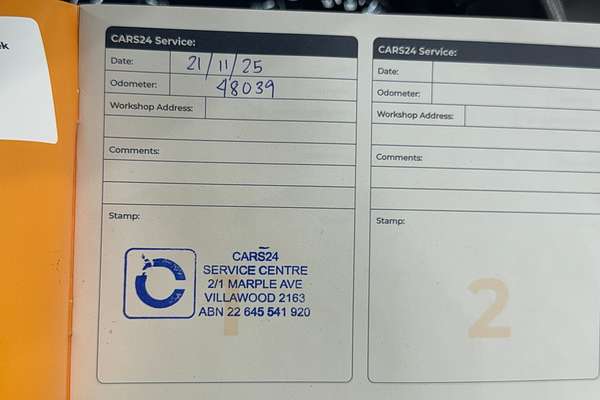 ek
CARS24 Service:
Date: 21/11/25
Odometer: 48039
Workshop Address:
Comments:
Stamp:
CARS24
SERVICE CENTRE
2/1 MARPLE AVE
VILLAWOOD 2163
ABN 22 645 541 920
1
CARS24 Service:
Date:
Odometer:
Workshop Address:
Comments:
Stamp:
2